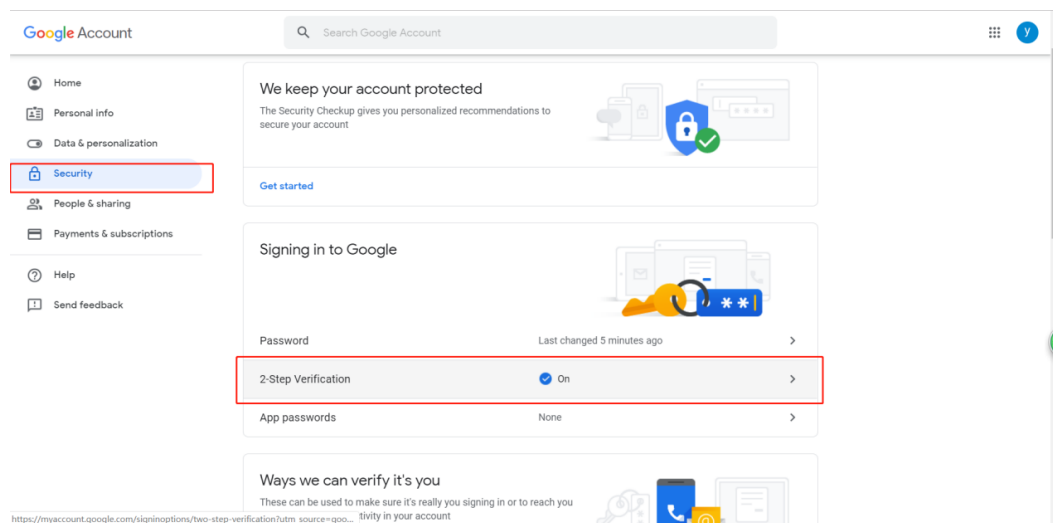 Google Account
Search Google Account
y
Home
Personal info
Data & personalization
Security
People & sharing
Payments & subscriptions
Help
Send feedback
We keep your account protected
The Security Checkup gives you personalized recommendations to
secure your account
Get started
Signing in to Google
**
Password Last changed 5 minutes ago
2-Step Verification On
App passwords None
Ways we can verify it's you
These can be used to make sure it's really you signing in or to reach you
tivity in your account
https://myaccount.google.com/signinoptions/two-step-verification?utm_source=goo...